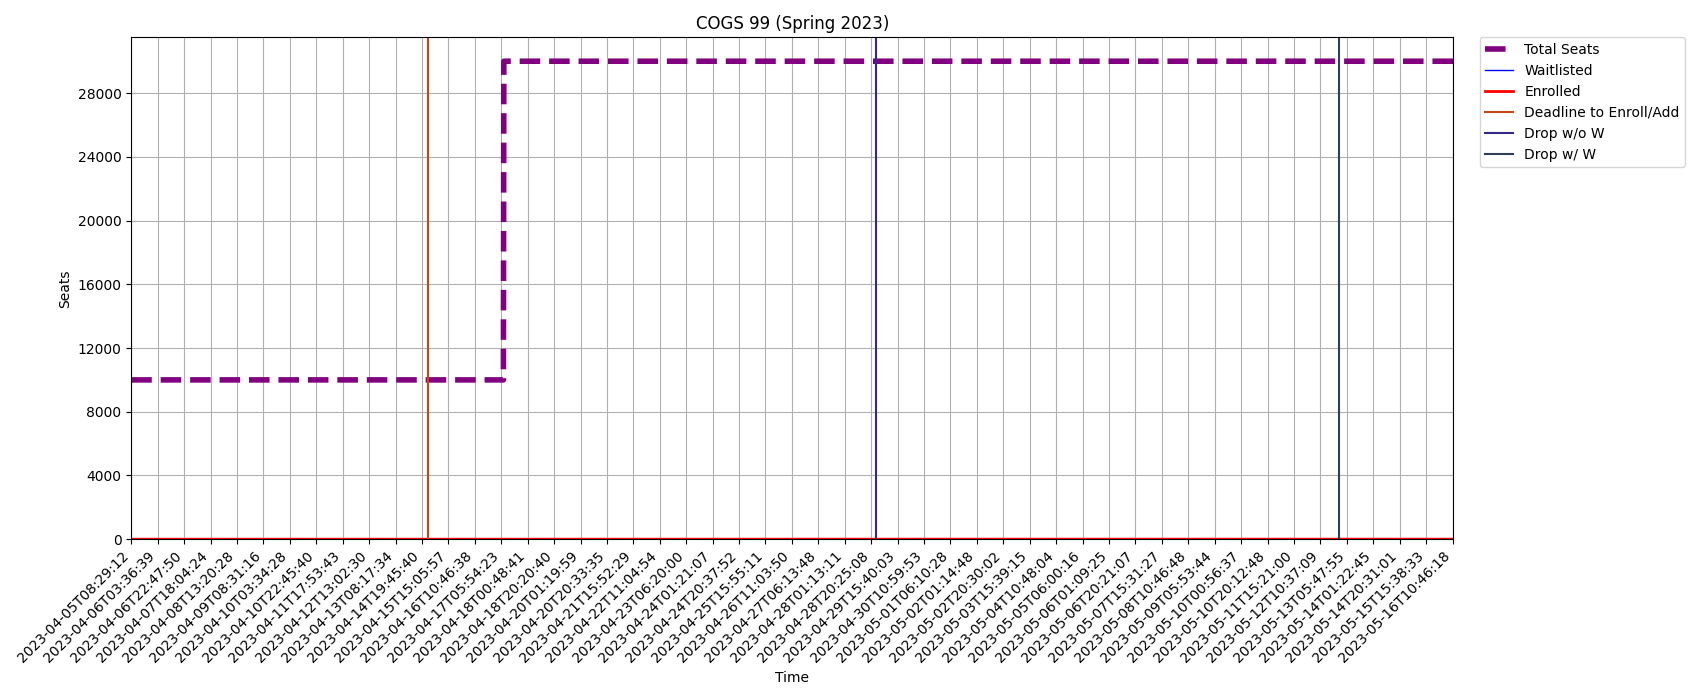 COGS 99 (Spring 2023)
Total Seats
Waitlisted
Enrolled
Deadline to Enroll/Add
Drop w/o W
Drop w/ W
Seats
28000
24000
20000
16000
12000
8000
4000
0
2023-04-05T08:29:12
2023-04-06T03:36:39
2023-04-06T22:47:50
2023-04-07T18:04:24
2023-04-08T13:20:28
2023-04-09T08:31:16
2023-04-10T03:34:28
2023-04-10T22:45:40
2023-04-11T17:53:43
2023-04-12T13:02:30
2023-04-13T08:17:34
2023-04-14T19:45:40
2023-04-15T15:05:57
2023-04-16T10:46:38
2023-04-17T05:54:23
2023-04-18T00:48:41
2023-04-18T20:20:40
2023-04-20T01:19:59
2023-04-20T20:33:35
2023-04-21T15:52:29
2023-04-22T11:04:54
2023-04-23T06:20:00
2023-04-24T01:21:07
2023-04-24T20:37:52
2023-04-25T15:55:11
2023-04-26T11:03:50
2023-04-27T06:13:48
2023-04-28T01:13:11
2023-04-28T20:25:08
2023-04-29T15:40:03
2023-04-30T10:59:53
2023-05-01T06:10:28
2023-05-02T01:14:48
2023-05-02T20:30:02
2023-05-03T15:39:15
2023-05-04T10:48:04
2023-05-05T06:00:16
2023-05-06T01:09:25
2023-05-06T20:21:07
2023-05-07T15:31:27
2023-05-08T10:46:48
2023-05-09T05:53:44
2023-05-10T00:56:37
2023-05-10T20:12:48
2023-05-11T15:21:00
2023-05-12T10:37:09
2023-05-13T05:47:55
2023-05-14T01:22:45
2023-05-14T20:31:01
2023-05-15T15:38:33
2023-05-16T10:46:18
Time